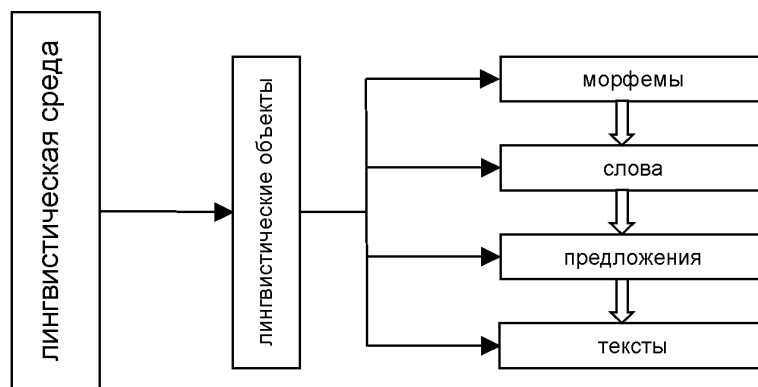 лингвистическая среда
лингвистические объекты
морфемы
слова
предложения
тексты